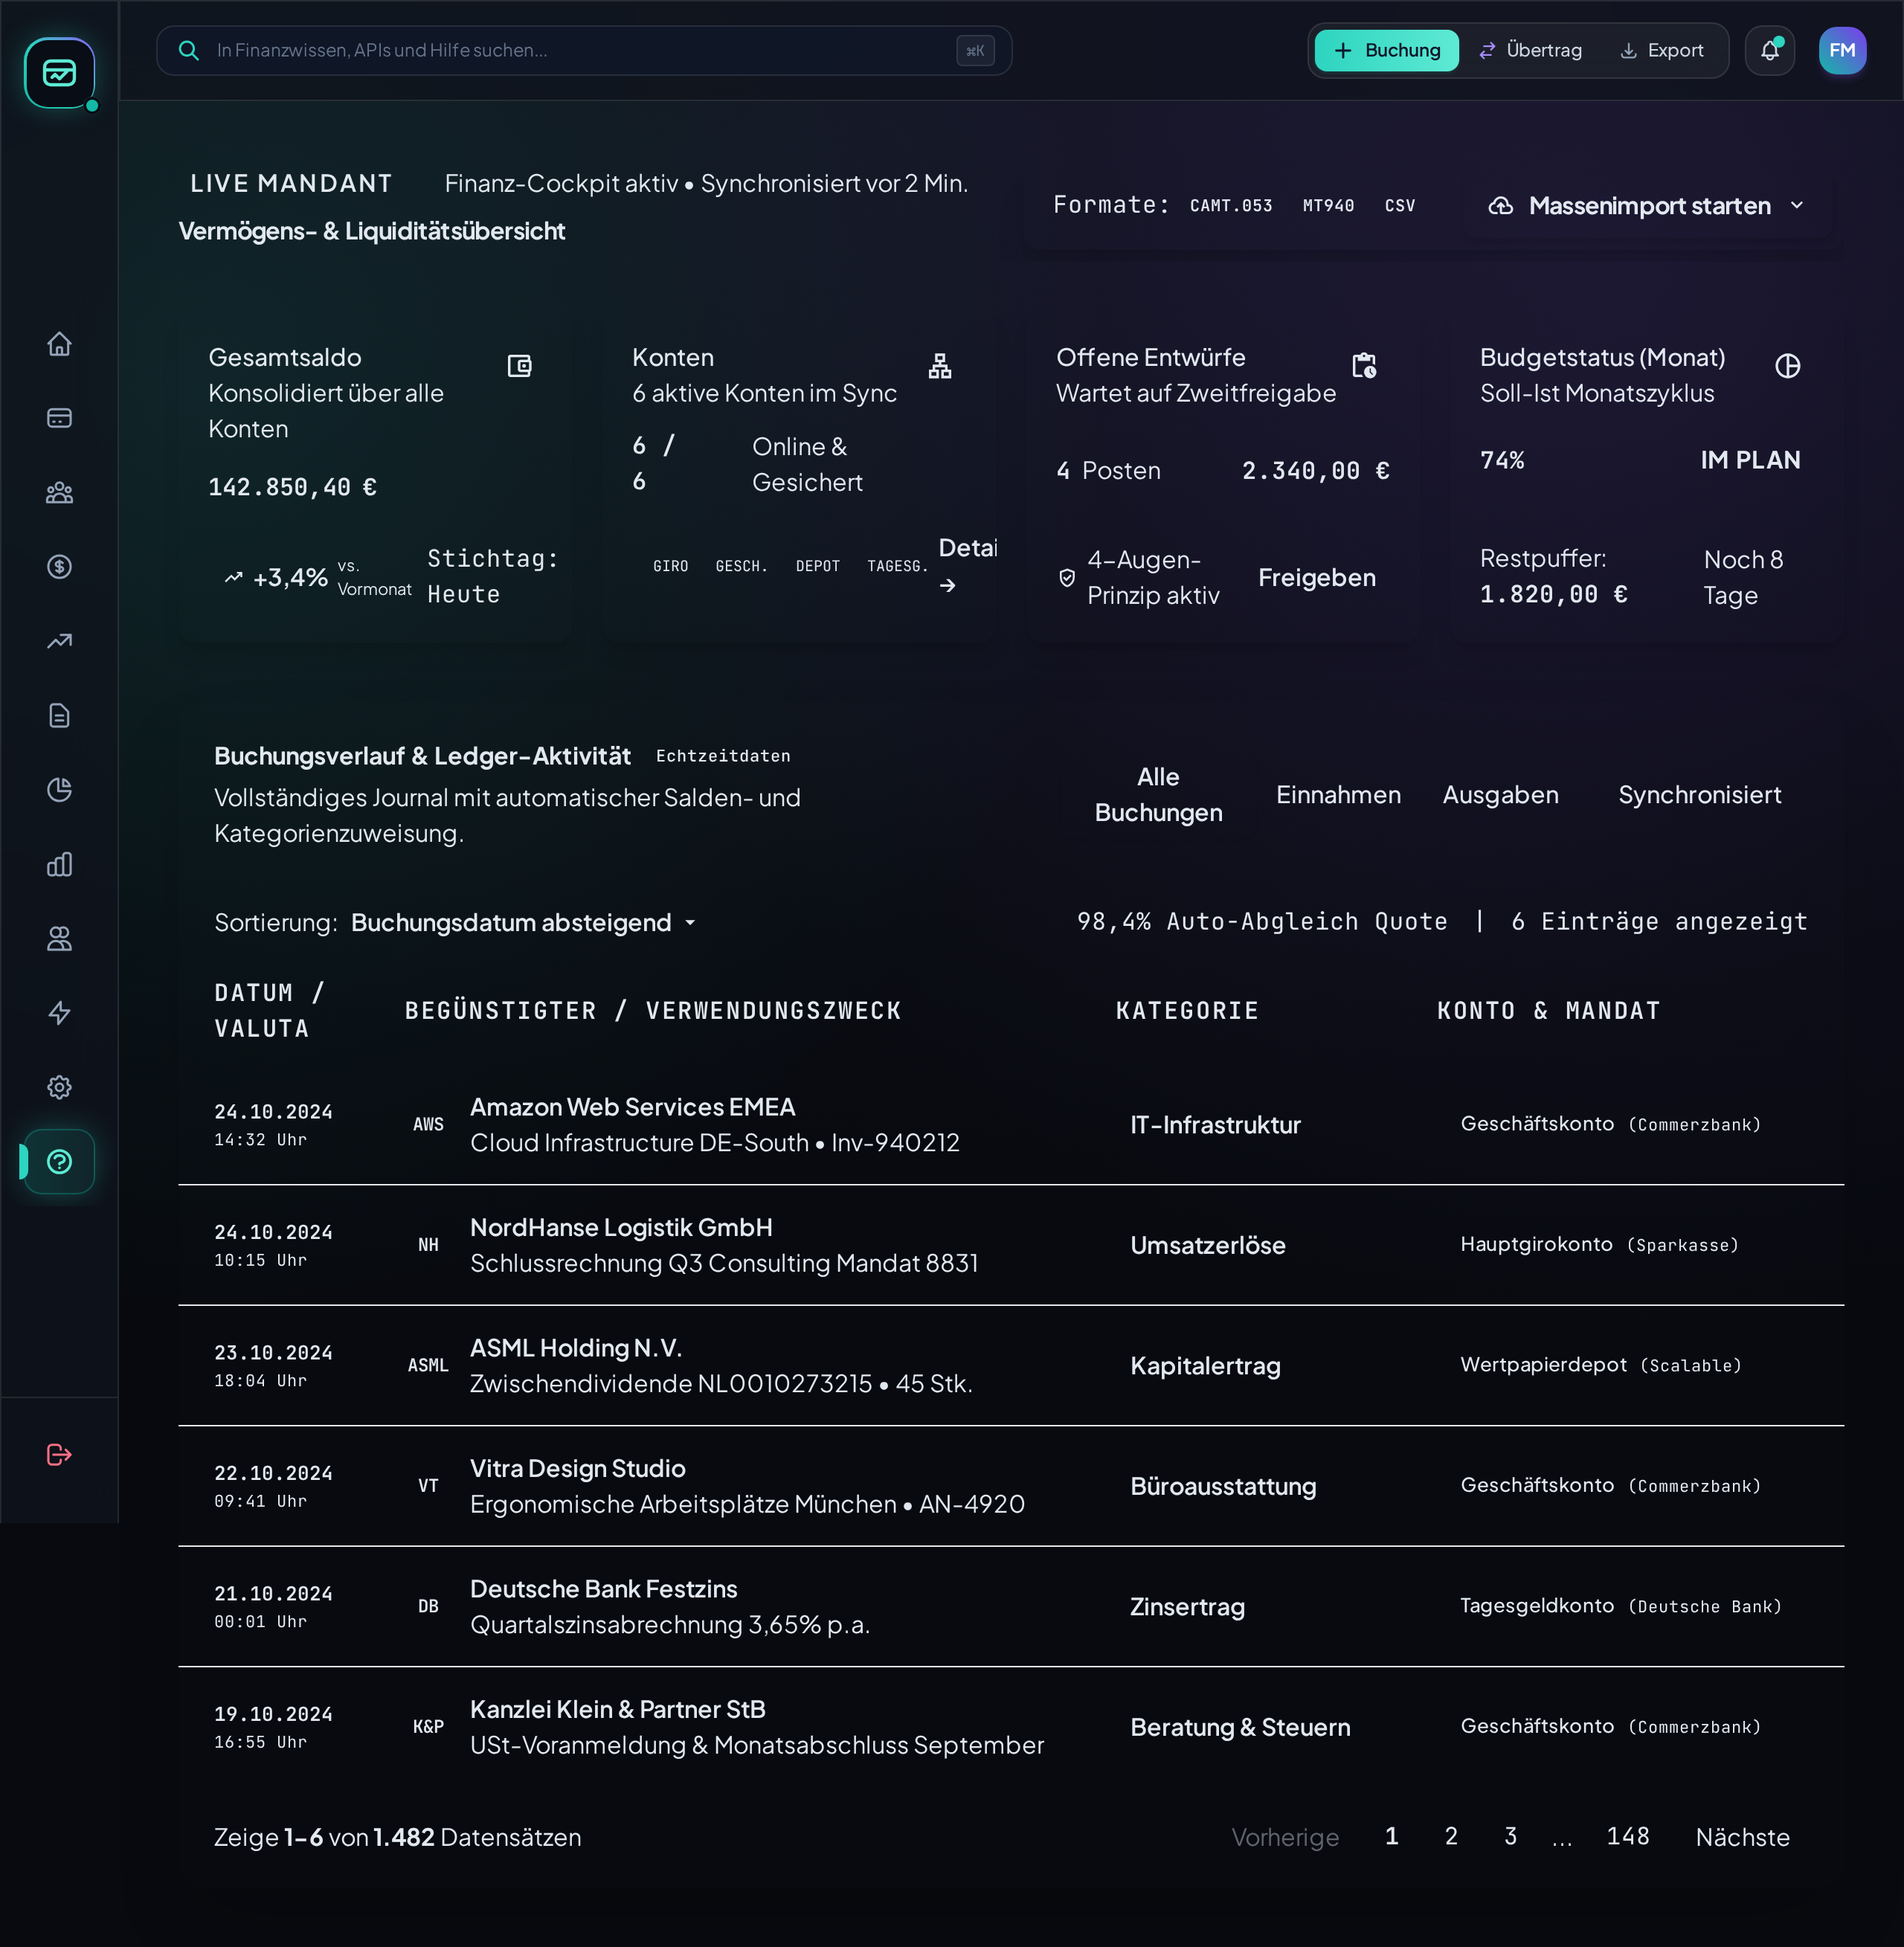 In Finanzwissen, APIs und Hilfe suchen...
⌘K
Buchung
Übertrag
Export
FM
LIVE MANDANT
Finanz-Cockpit aktiv • Synchronisiert vor 2 Min.
Vermögens- & Liquiditätsübersicht
Formate:
CAMT.053
MT940
CSV
Massenimport starten
Gesamtsaldo
Konsolidiert über alle
Konten
142.850,40 €
+3,4%
vs.
Vormonat
Stichtag:
Heute
Konten
6 aktive Konten im Sync
6 /
6
Online &
Gesichert
GIRO
GESCH.
DEPOT
TAGESG.
Detai
→
Offene Entwürfe
Wartet auf Zweitfreigabe
4 Posten
2.340,00 €
4-Augen-
Prinzip aktiv
Freigeben
Budgetstatus (Monat)
Soll-Ist Monatszyklus
74%
IM PLAN
Restpuffer:
1.820,00 €
Noch 8
Tage
Buchungsverlauf & Ledger-Aktivität
Echtzeitdaten
Vollständiges Journal mit automatischer Salden- und
Kategorienzuweisung.
Alle
Buchungen
Einnahmen
Ausgaben
Synchronisiert
Sortierung:
Buchungsdatum absteigend
98,4% Auto-Abgleich Quote | 6 Einträge angezeigt
DATUM /
VALUTA
BEGÜNSTIGTER / VERWENDUNGSZWECK
KATEGORIE
KONTO & MANDAT
24.10.2024
14:32 Uhr
AWS
Amazon Web Services EMEA
Cloud Infrastructure DE-South • Inv-940212
IT-Infrastruktur
Geschäftskonto (Commerzbank)
24.10.2024
10:15 Uhr
NH
NordHanse Logistik GmbH
Schlussrechnung Q3 Consulting Mandat 8831
Umsatzerlöse
Hauptgirokonto (Sparkasse)
23.10.2024
18:04 Uhr
ASML
ASML Holding N.V.
Zwischendividende NL0010273215 • 45 Stk.
Kapitalertrag
Wertpapierdepot (Scalable)
22.10.2024
09:41 Uhr
VT
Vitra Design Studio
Ergonomische Arbeitsplätze München • AN-4920
Büroausstattung
Geschäftskonto (Commerzbank)
21.10.2024
00:01 Uhr
DB
Deutsche Bank Festzins
Quartalszinsabrechnung 3,65% p.a.
Zinsertrag
Tagesgeldkonto (Deutsche Bank)
19.10.2024
16:55 Uhr
K&P
Kanzlei Klein & Partner StB
USt-Voranmeldung & Monatsabschluss September
Beratung & Steuern
Geschäftskonto (Commerzbank)
Zeige 1-6 von 1.482 Datensätzen
Vorherige
1
2
3
...
148
Nächste